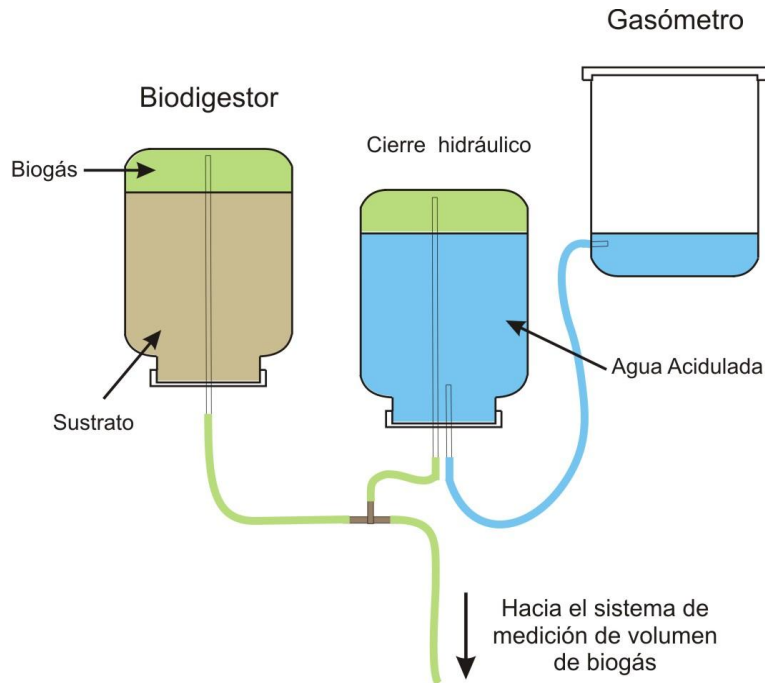 Gasómetro
Biodigestor
Cierre hidráulico
Biogás
Agua Acidulada
Sustrato
Hacia el sistema de
medición de volumen
de biogás